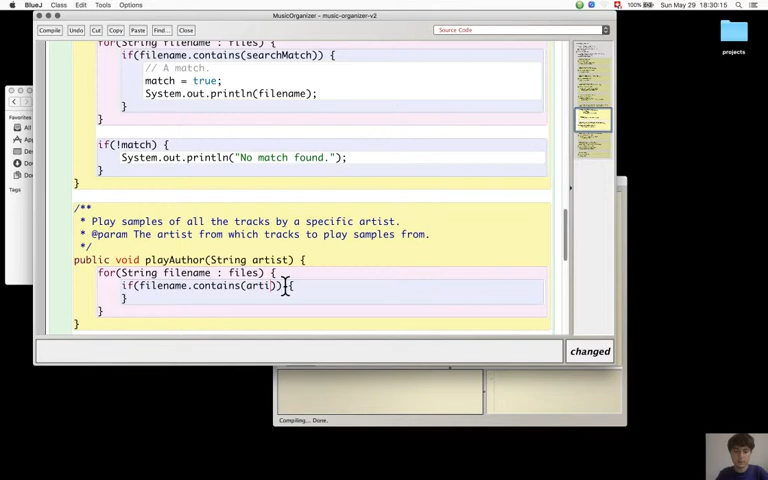 BlueJ Class Edit Tools Options 100% Sun May 29 18:30:15
MusicOrganizer - music-organizer-v2
Compile Undo Cut Copy Paste Find... Close Source Code
projects
for(String filename : files) {
if(filename.contains(searchMatch)) {
// A match.
match = true;
System.out.println(filename);
}
}
if(!match) {
System.out.println("No match found.");
}
}
/**
* Play samples of all the tracks by a specific artist.
* @param The artist from which tracks to play samples from.
*/
public void playAuthor(String artist) {
for(String filename : files) {
if(filename.contains(arti)) {
}
}
}
changed
Favorites
All
Tags
Compiling... Done.